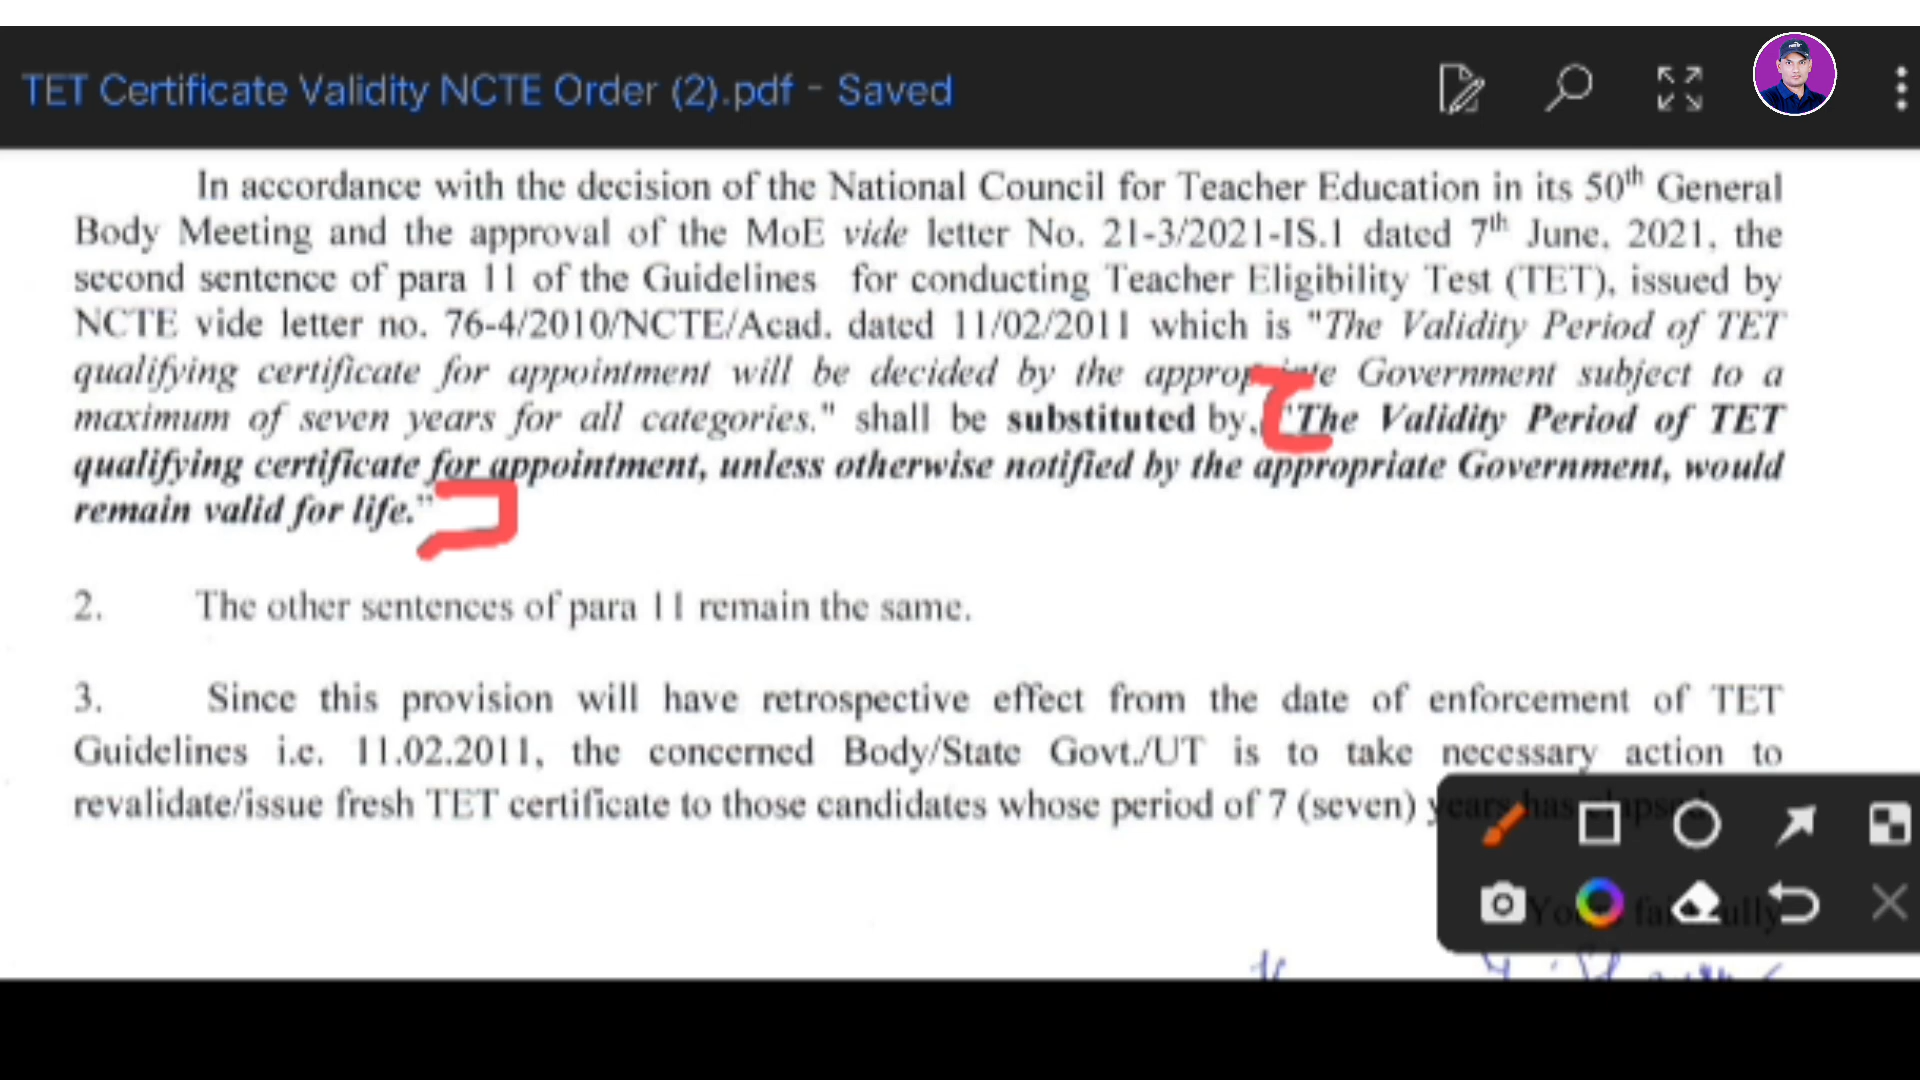 TET Certificate Validity NCTE Order (2).pdf - Saved
In accordance with the decision of the National Council for Teacher Education in its 50th General
Body Meeting and the approval of the MoE vide letter No. 21-3/2021-IS.1 dated 7th June, 2021, the
second sentence of para 11 of the Guidelines for conducting Teacher Eligibility Test (TET), issued by
NCTE vide letter no. 76-4/2010/NCTE/Acad. dated 11/02/2011 which is "The Validity Period of TET
qualifying certificate for appointment will be decided by the appropriate Government subject to a
maximum of seven years for all categories." shall be substituted by, "The Validity Period of TET
qualifying certificate for appointment, unless otherwise notified by the appropriate Government, would
remain valid for life."
2. The other sentences of para 11 remain the same.
3. Since this provision will have retrospective effect from the date of enforcement of TET
Guidelines i.e. 11.02.2011, the concerned Body/State Govt./UT is to take necessary action to
revalidate/issue fresh TET certificate to those candidates whose period of 7 (seven) years has elapsed